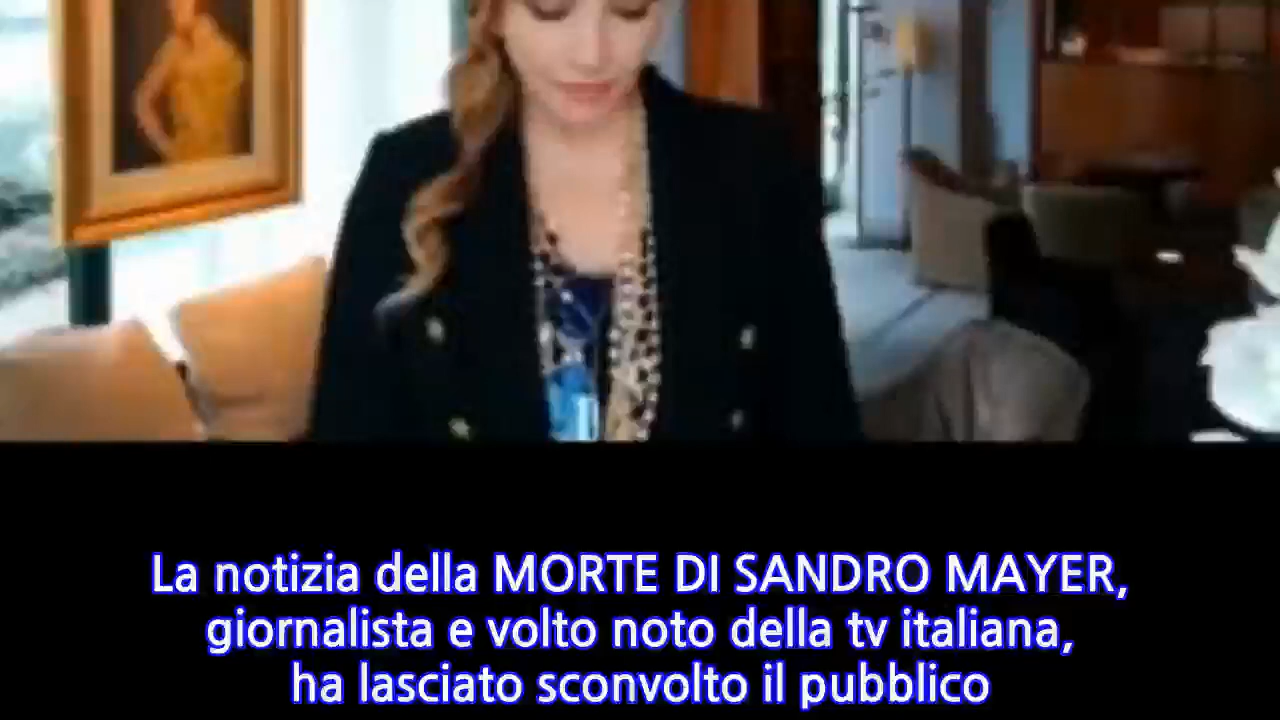 La notizia della MORTE DI SANDRO MAYER,
giornalista e volto noto della tv italiana,
ha lasciato sconvolto il pubblico